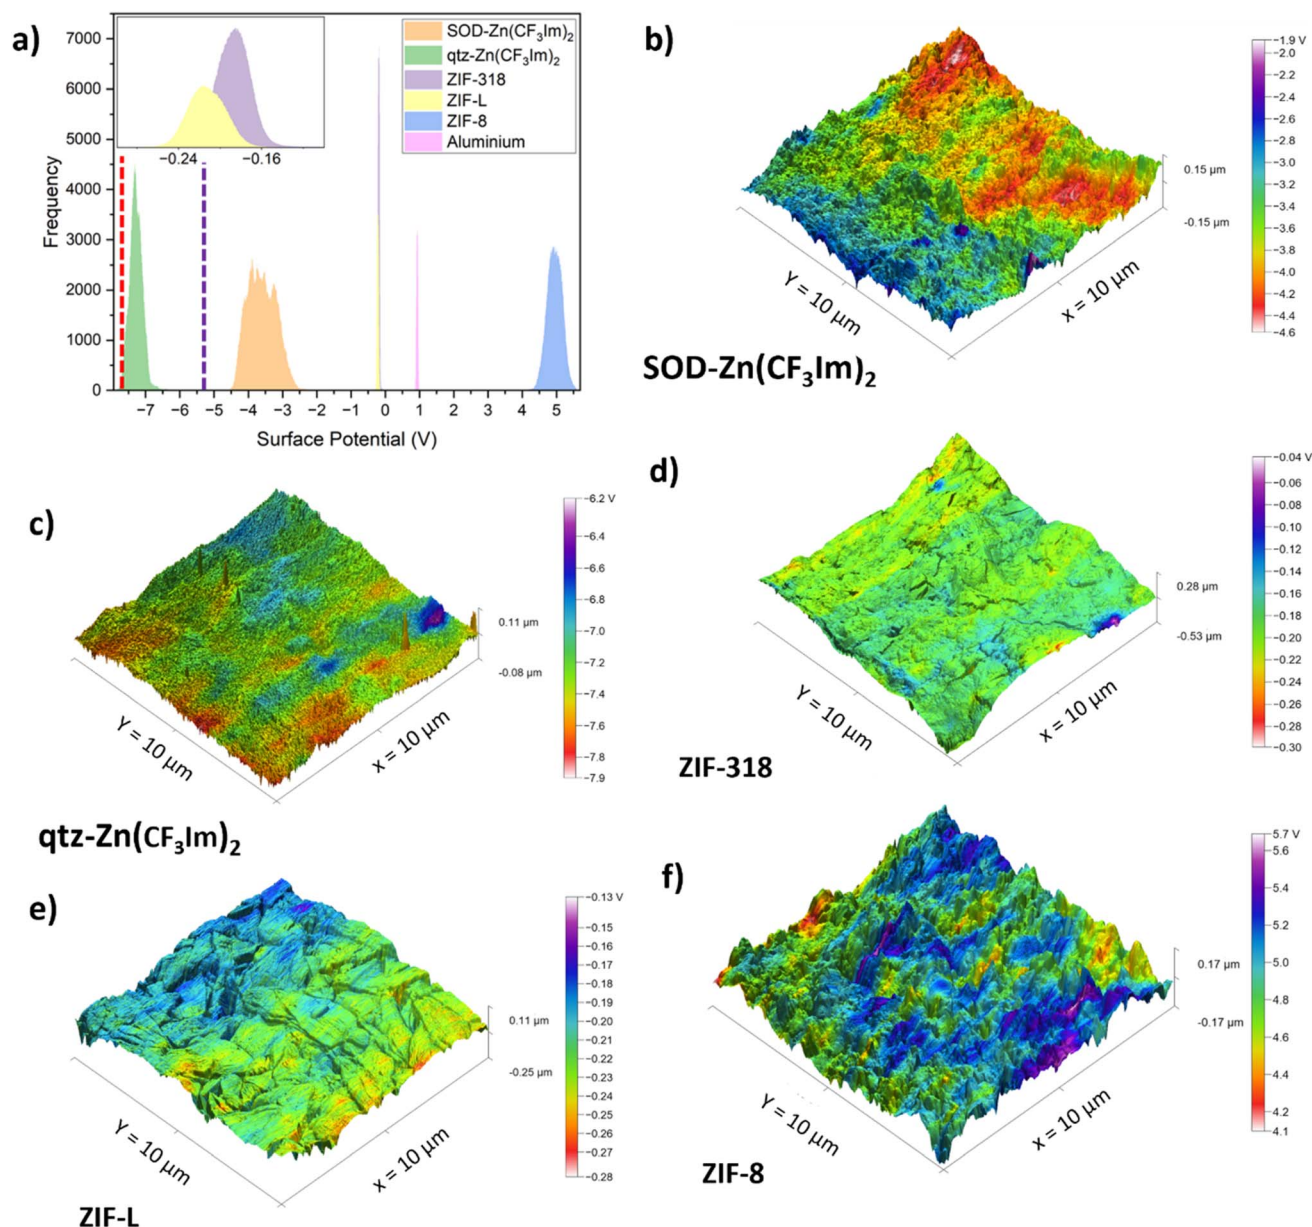 a)
7000
6000
5000
4000
3000
2000
1000
0
Frequency
−0.24 −0.16
SOD-Zn(CF₃Im)₂
qtz-Zn(CF₃Im)₂
ZIF-318
ZIF-L
ZIF-8
Aluminium
−7 −6 −5 −4 −3 −2 −1 0 1 2 3 4 5
Surface Potential (V)
b)
−1.9 V
−2.0
−2.2
−2.4
−2.6
−2.8
−3.0
−3.2
−3.4
−3.6
−3.8
−4.0
−4.2
−4.4
−4.6
0.15 µm
-0.15 µm
Y = 10 µm
x = 10 µm
SOD-Zn(CF₃Im)₂
c)
−6.2 V
−6.4
−6.6
−6.8
−7.0
−7.2
−7.4
−7.6
−7.8
−7.9
0.11 µm
-0.08 µm
Y = 10 µm
x = 10 µm
qtz-Zn(CF₃Im)₂
d)
−0.04 V
−0.06
−0.08
−0.10
−0.12
−0.14
−0.16
−0.18
−0.20
−0.22
−0.24
−0.26
−0.28
−0.30
0.28 µm
-0.53 µm
Y = 10 µm
x = 10 µm
ZIF-318
e)
−0.13 V
−0.15
−0.16
−0.17
−0.18
−0.19
−0.20
−0.21
−0.22
−0.23
−0.24
−0.25
−0.26
−0.27
−0.28
0.11 µm
-0.25 µm
Y = 10 µm
x = 10 µm
ZIF-L
f)
5.7 V
5.6
5.4
5.2
5.0
4.8
4.6
4.4
4.2
4.1
0.17 µm
-0.17 µm
Y = 10 µm
x = 10 µm
ZIF-8